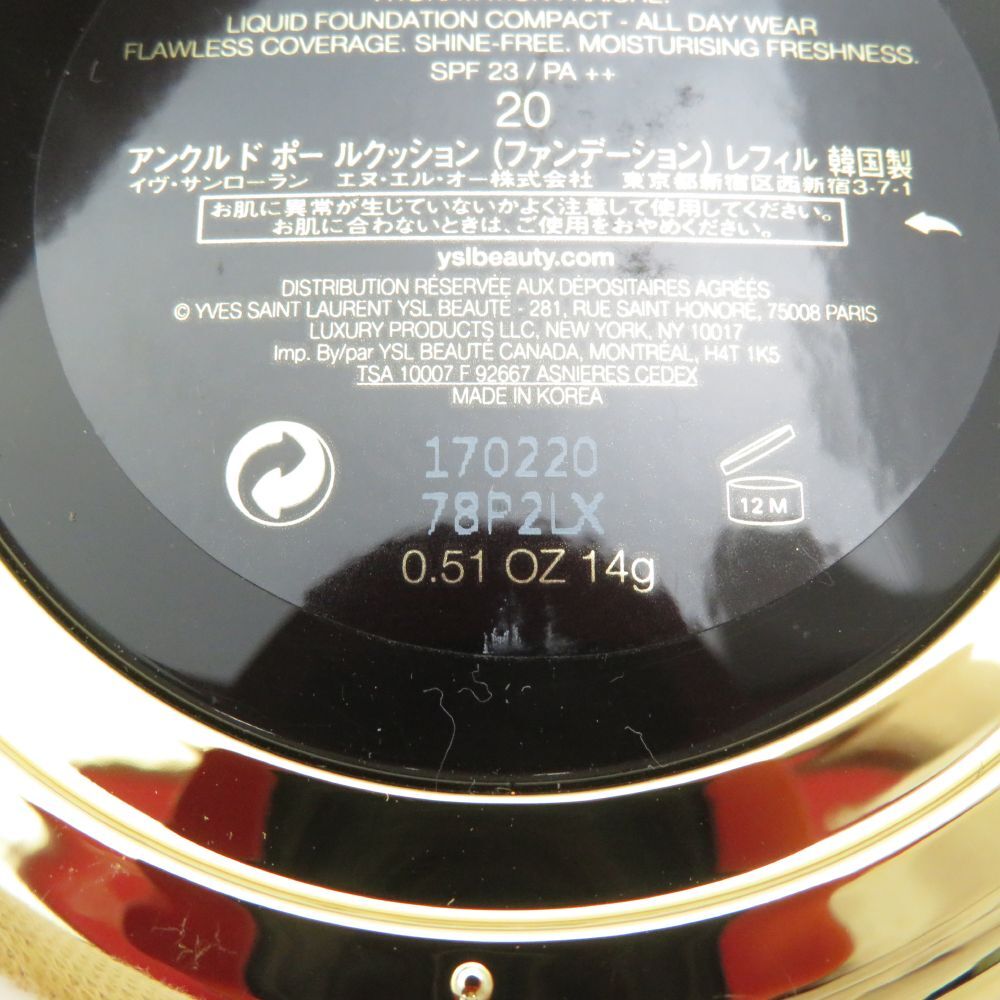 LIQUID FOUNDATION COMPACT - ALL DAY WEAR
FLAWLESS COVERAGE. SHINE-FREE. MOISTURISING FRESHNESS.
SPF 23 / PA ++
20
アンクルド ポー ルクッション (ファンデーション) レフィル 韓国製
イヴ・サンローラン エヌ・エル・オー株式会社 東京都新宿区西新宿3-7-1
お肌に異常が生じていないかよく注意して使用してください。
お肌に合わないときは、ご使用をおやめください。
yslbeauty.com
DISTRIBUTION RÉSERVÉE AUX DÉPOSITAIRES AGRÉÉS
© YVES SAINT LAURENT YSL BEAUTÉ - 281, RUE SAINT HONORÉ, 75008 PARIS
LUXURY PRODUCTS LLC, NEW YORK, NY 10017
Imp. By/par YSL BEAUTÉ CANADA, MONTRÉAL, H4T 1K5
TSA 10007 F 92667 ASNIERES CEDEX
MADE IN KOREA
170220
78P2LX
12 M
0.51 OZ 14g